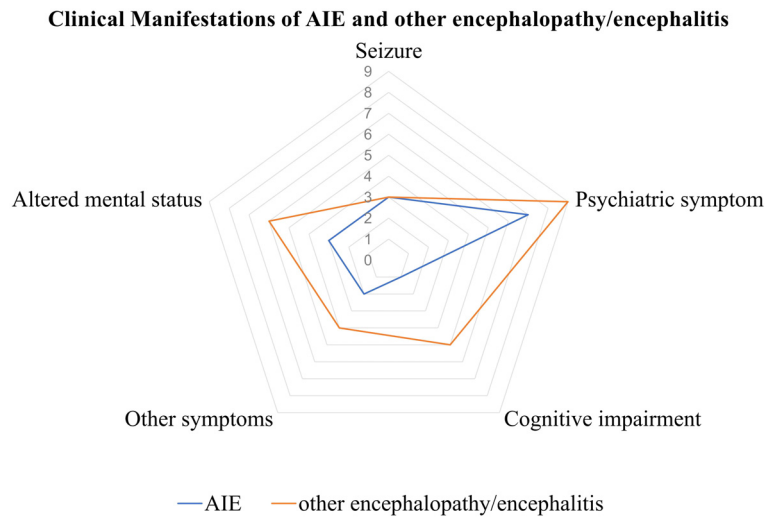 Clinical Manifestations of AIE and other encephalopathy/encephalitis
Seizure
9
8
7
6
5
4
3
2
1
0
Altered mental status
Psychiatric symptom
Other symptoms
Cognitive impairment
AIE
other encephalopathy/encephalitis